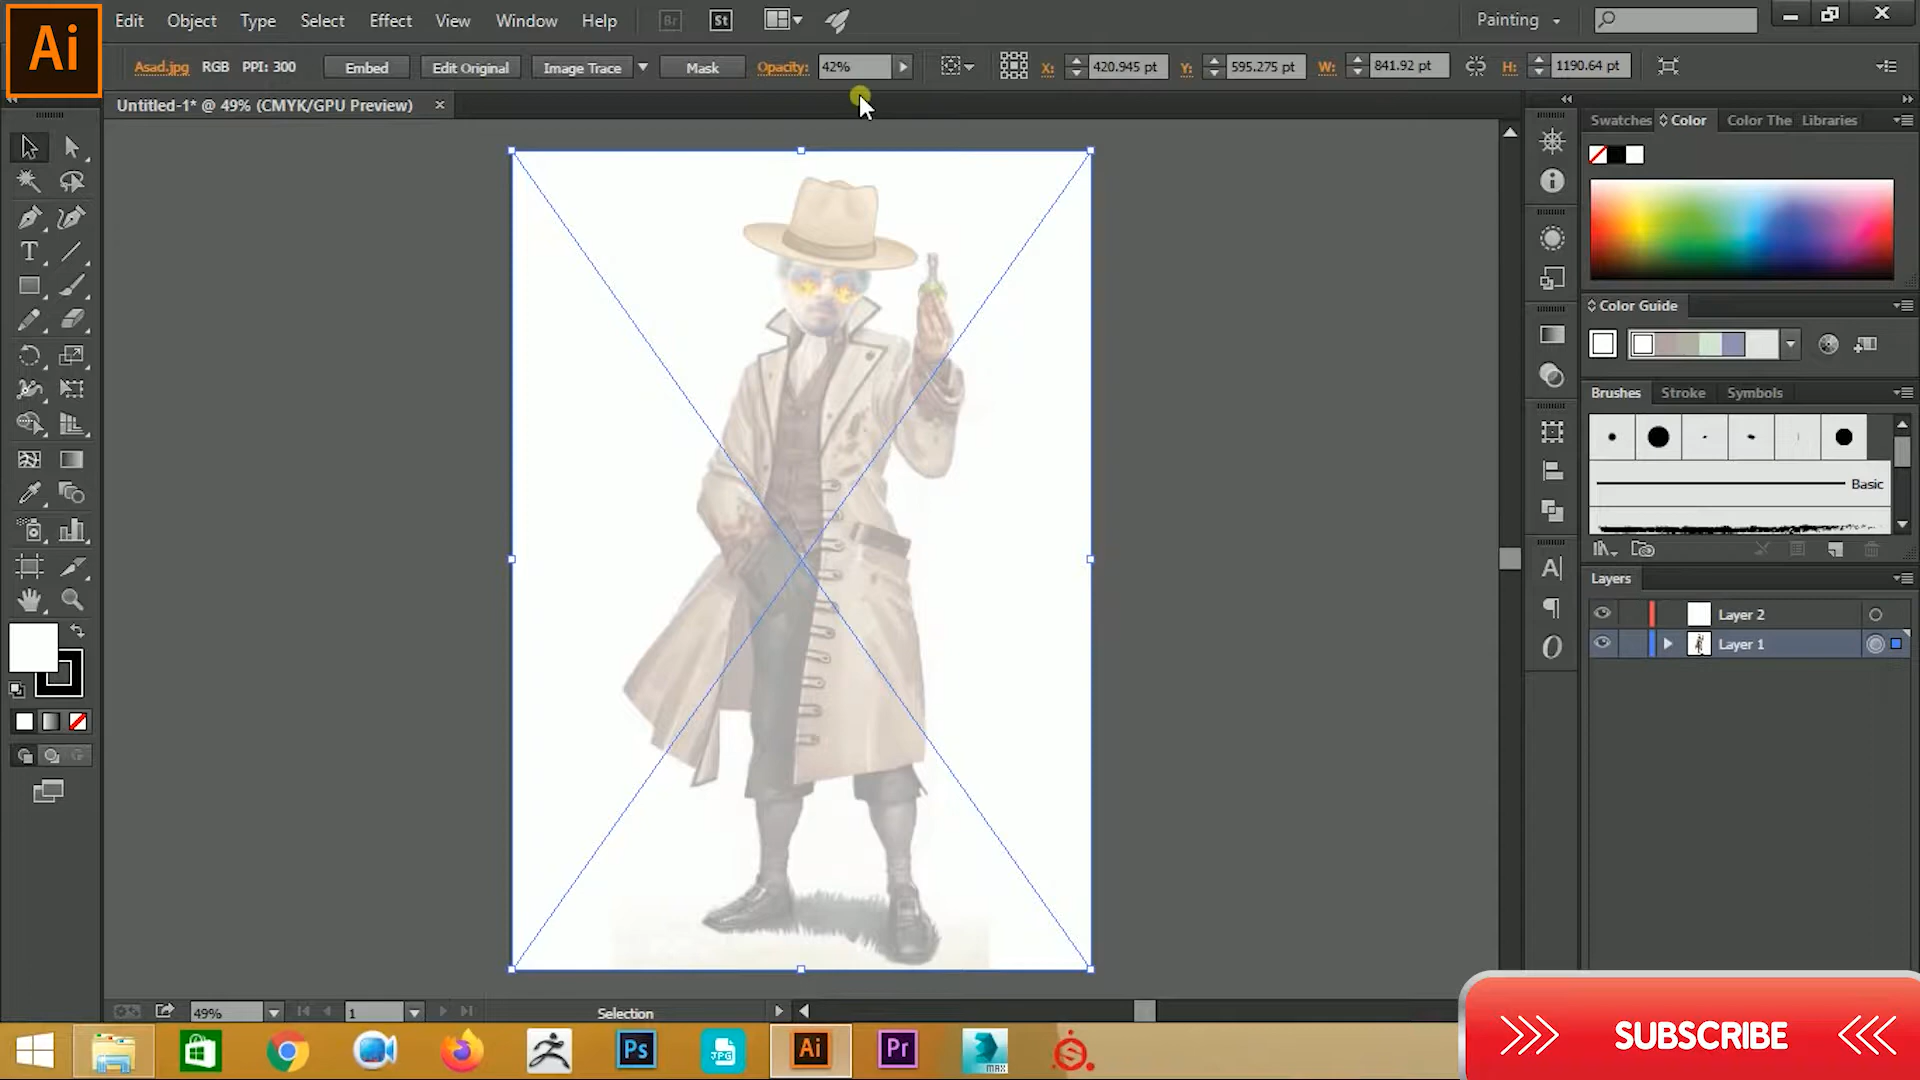 Ai
Edit Object Type Select Effect View Window Help Br St Painting
Asad.jpg RGB PPI: 300 Embed Edit Original Image Trace Mask Opacity: 42% X: 420.945 pt Y: 595.275 pt W: 841.92 pt H: 1190.64 pt
Untitled-1* @ 49% (CMYK/GPU Preview) ×
Swatches Color Color The Libraries
Color Guide
Brushes Stroke Symbols
Basic
Layers
Layer 2
Layer 1
49% 1 Selection
Ps JPG Ai Pr MAX
SUBSCRIBE